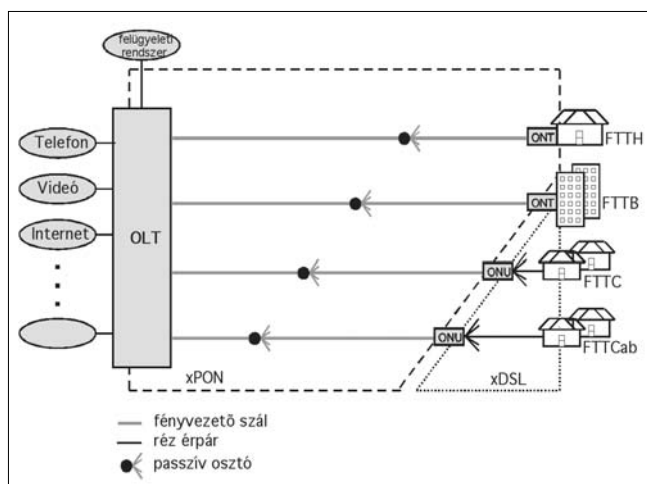 felügyeleti
rendszer
Telefon
Videó
Internet
OLT
ONT
FTTH
ONT
FTTB
ONU
FTTC
ONU
FTTCab
xPON
xDSL
fényvezetõ szál
réz érpár
passzív osztó